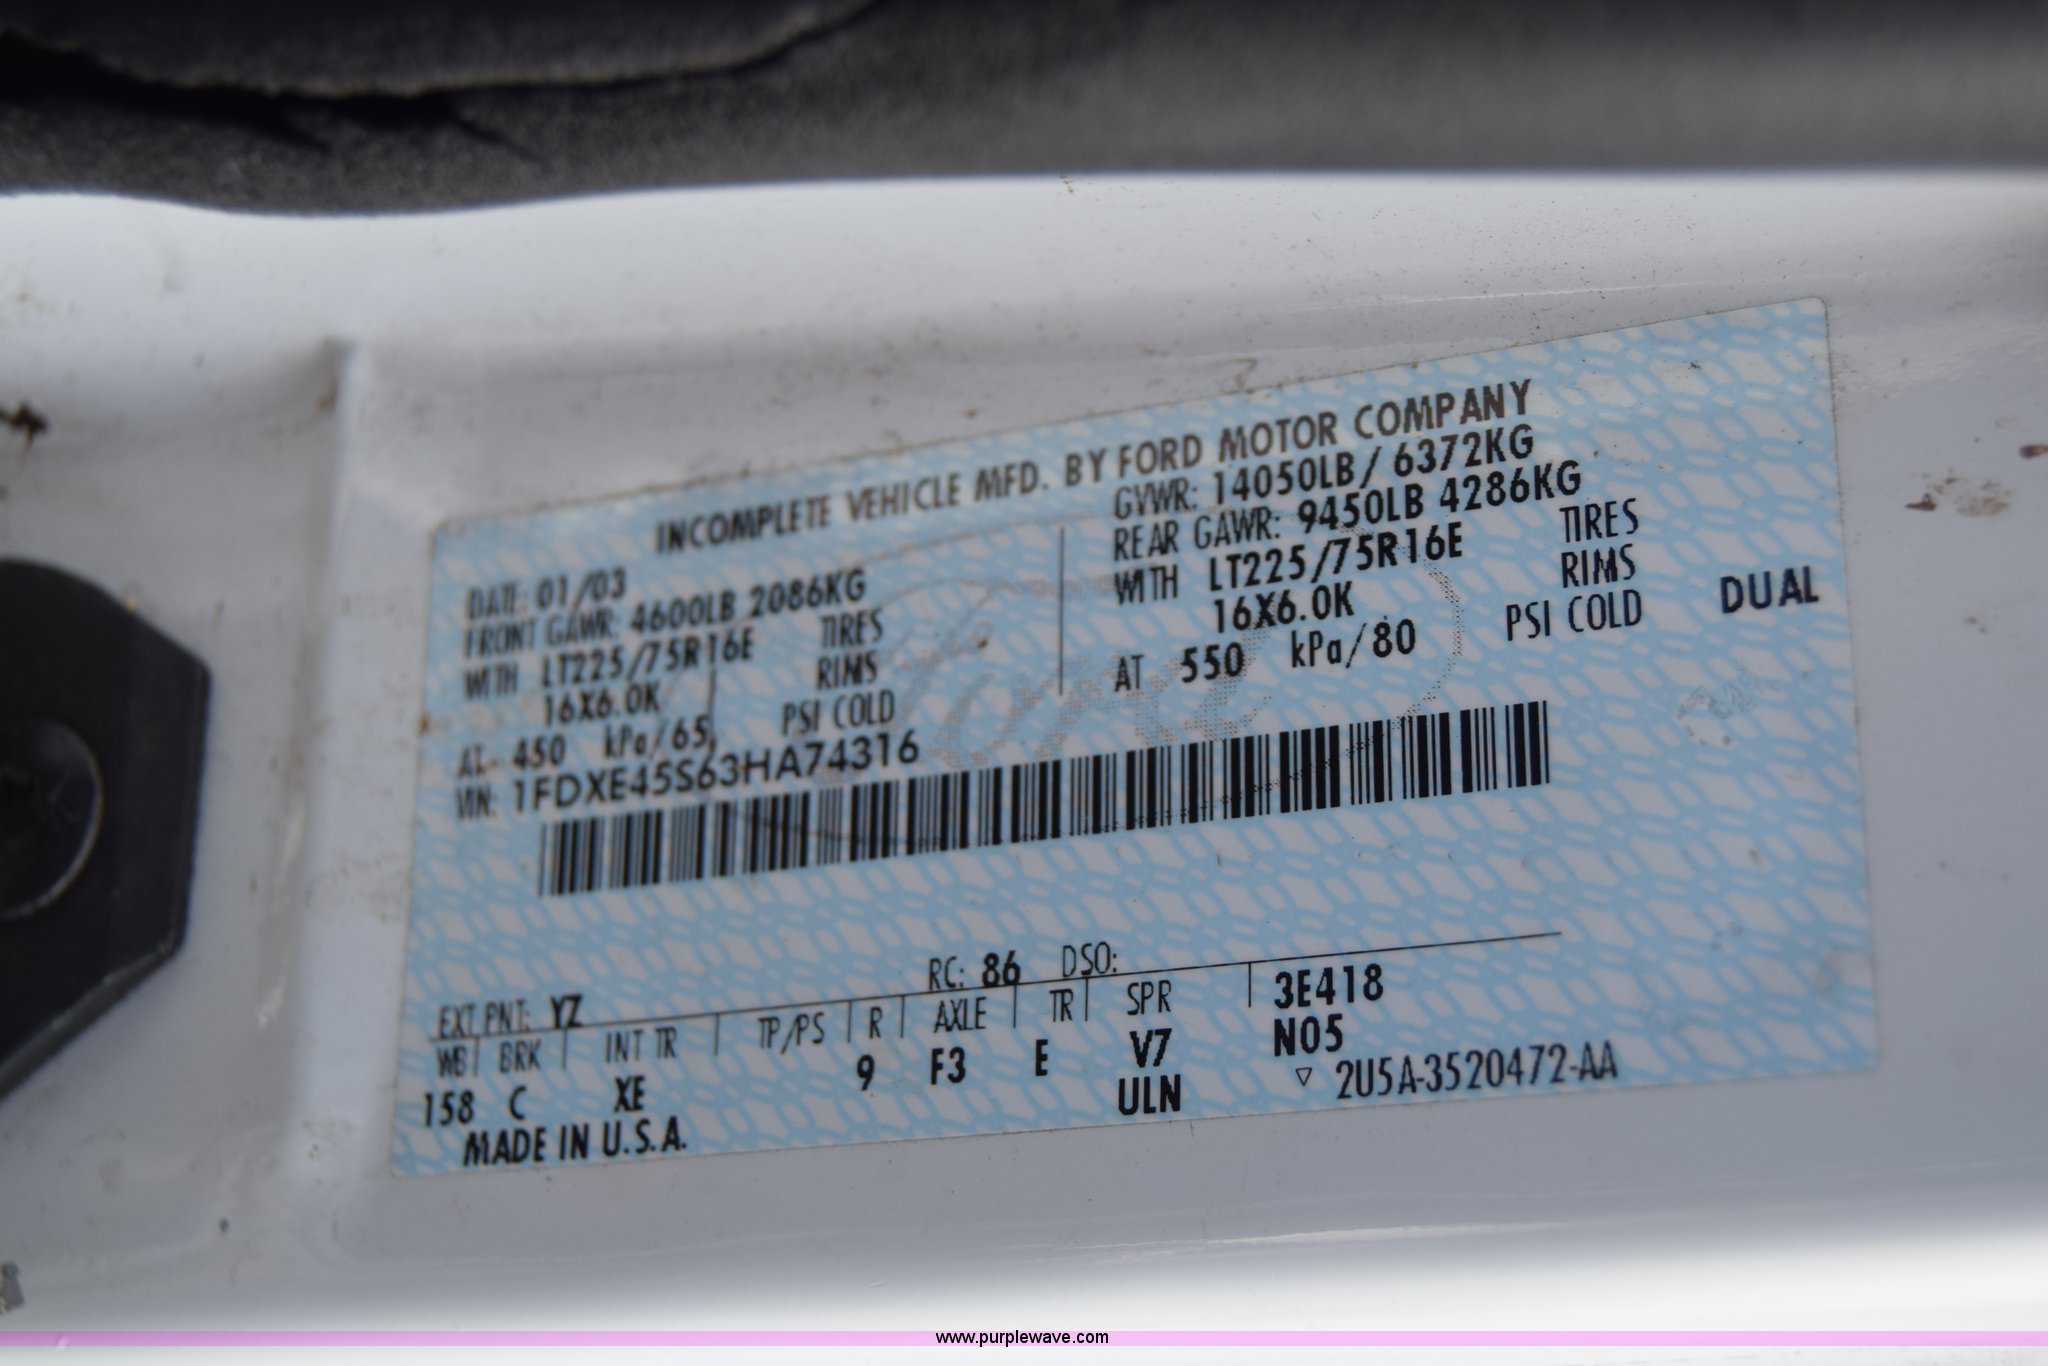 INCOMPLETE VEHICLE MFD. BY FORD MOTOR COMPANY
DATE: 01/03
GVWR: 14050LB/ 6372KG
FRONT GAWR: 4600LB 2086KG
REAR GAWR: 9450LB 4286KG
WITH LT225/75R16E TIRES
WITH LT225/75R16E TIRES
16X6.0K RIMS
16X6.0K RIMS DUAL
AT 450 kPa/65 PSI COLD
AT 550 kPa/80 PSI COLD
VIN: 1FDXE45S63HA74316
Ford
EXT PNT: YZ RC: 86 DSO:
WB BRK INT TR TP/PS R AXLE TR SPR 3E418
158 C XE 9 F3 E V7 N05
ULN ▽ 2U5A-3520472-AA
MADE IN U.S.A.
www.purplewave.com